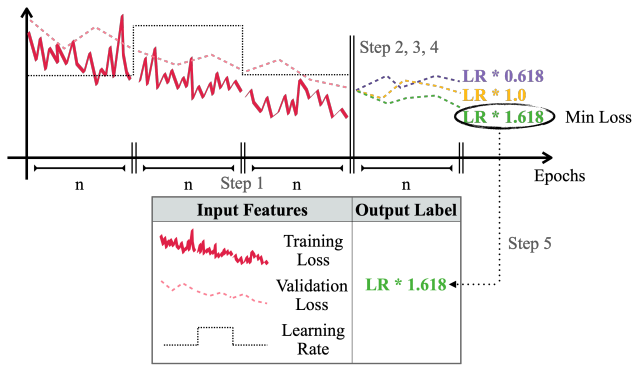 Step 2, 3, 4
LR * 0.618
LR * 1.0
LR * 1.618
Min Loss
Epochs
n
n
n
n
Step 1
Input Features
Output Label
Training
Loss
Validation
Loss
LR * 1.618
Learning
Rate
Step 5